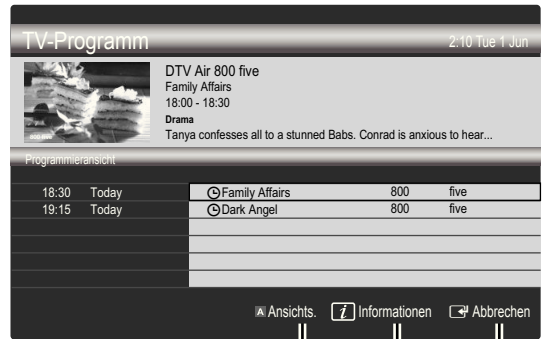 TV-Programm 2:10 Tue 1 Jun
DTV Air 800 five
Family Affairs
18:00 - 18:30
Drama
Tanya confesses all to a stunned Babs. Conrad is anxious to hear...
800 five
Programmieransicht
18:30 Today Family Affairs 800 five
19:15 Today Dark Angel 800 five
A Ansichts. i Informationen Abbrechen